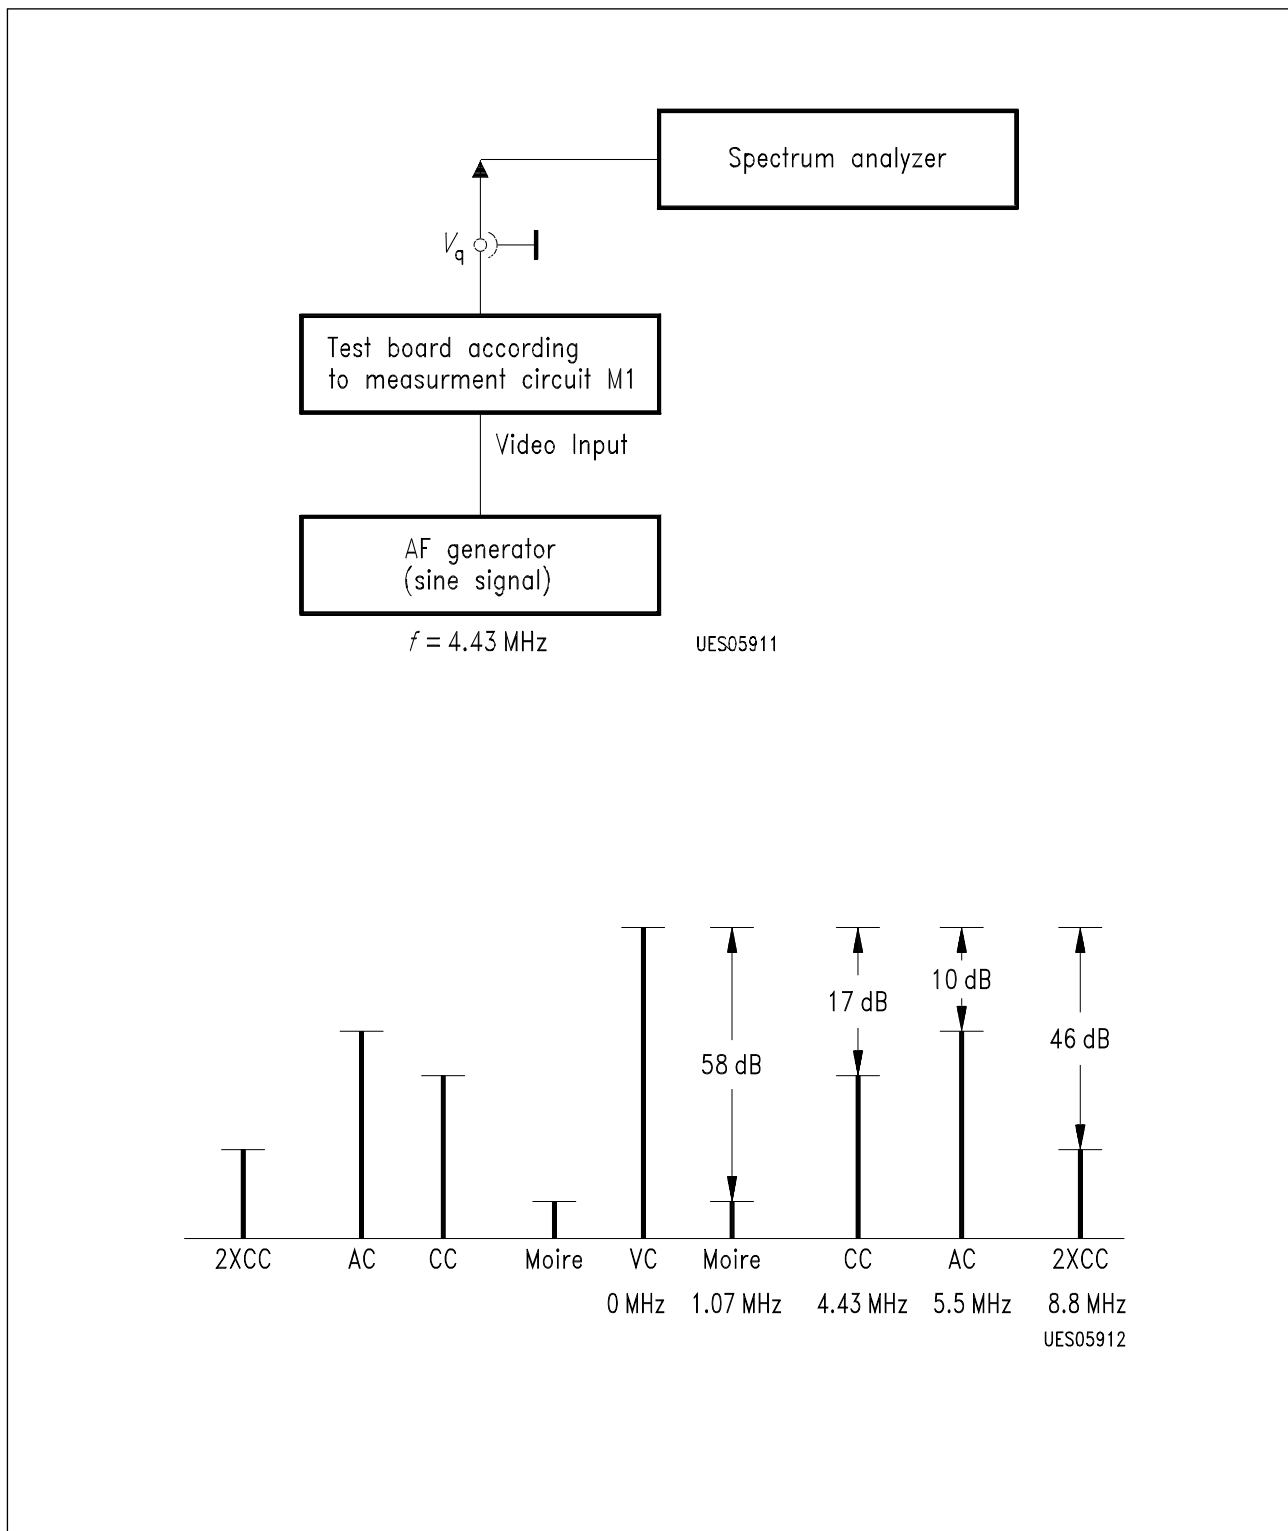 Spectrum analyzer
Vq
Test board according
to measurment circuit M1
Video Input
AF generator
(sine signal)
f = 4.43 MHz
UES05911
10 dB
17 dB
46 dB
58 dB
2XCC AC CC Moire VC Moire CC AC 2XCC
0 MHz 1.07 MHz 4.43 MHz 5.5 MHz 8.8 MHz
UES05912